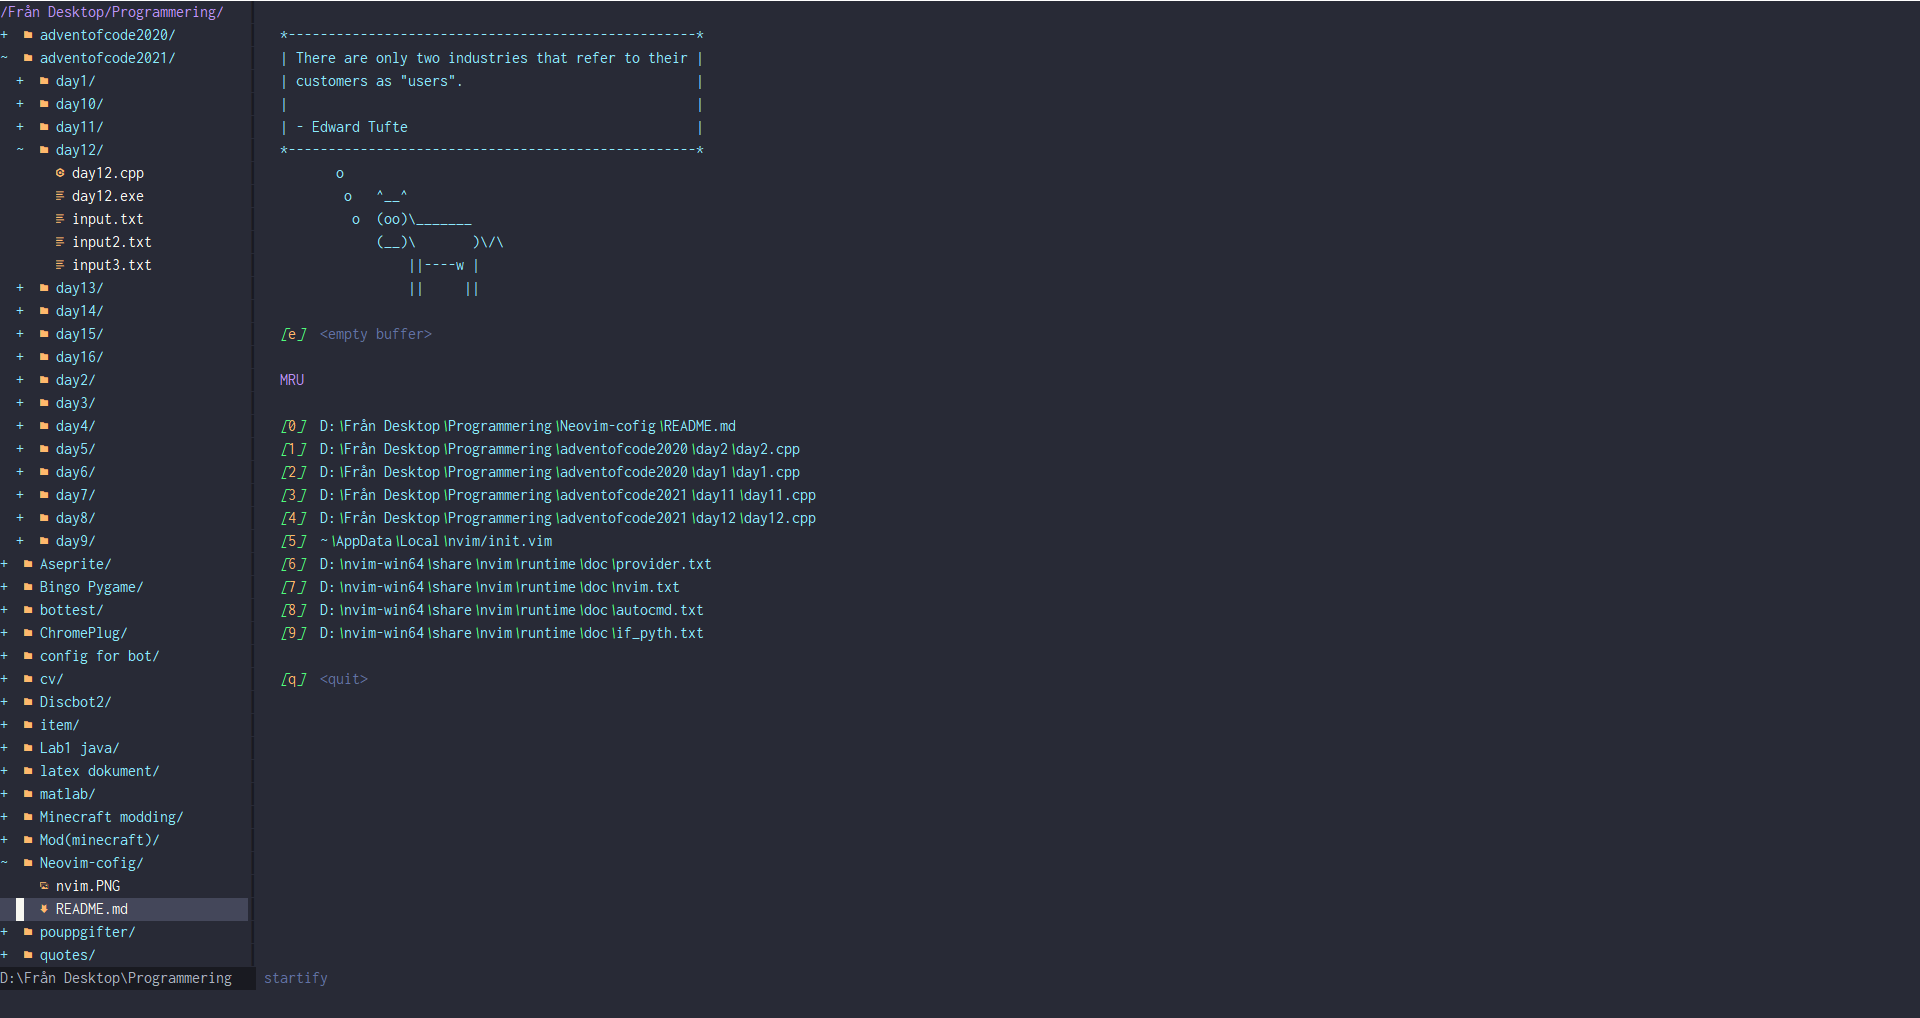 /Från Desktop/Programmering/
+ adventofcode2020/
~ adventofcode2021/
+ day1/
+ day10/
+ day11/
~ day12/
day12.cpp
day12.exe
input.txt
input2.txt
input3.txt
+ day13/
+ day14/
+ day15/
+ day16/
+ day2/
+ day3/
+ day4/
+ day5/
+ day6/
+ day7/
+ day8/
+ day9/
+ Aseprite/
+ Bingo Pygame/
+ bottest/
+ ChromePlug/
+ config for bot/
+ cv/
+ Discbot2/
+ item/
+ Lab1 java/
+ latex dokument/
+ matlab/
+ Minecraft modding/
+ Mod(minecraft)/
~ Neovim-cofig/
nvim.PNG
README.md
+ pouppgifter/
+ quotes/
D:\Från Desktop\Programmering
*---------------------------------------------------*
| There are only two industries that refer to their |
| customers as "users".                             |
|                                                   |
| - Edward Tufte                                    |
*---------------------------------------------------*
       o
        o   ^__^
         o  (oo)\_______
            (__)\       )\/\
                ||----w |
                ||     ||
[e]  <empty buffer>
MRU
[0]  D:\Från Desktop\Programmering\Neovim-cofig\README.md
[1]  D:\Från Desktop\Programmering\adventofcode2020\day2\day2.cpp
[2]  D:\Från Desktop\Programmering\adventofcode2020\day1\day1.cpp
[3]  D:\Från Desktop\Programmering\adventofcode2021\day11\day11.cpp
[4]  D:\Från Desktop\Programmering\adventofcode2021\day12\day12.cpp
[5]  ~\AppData\Local\nvim/init.vim
[6]  D:\nvim-win64\share\nvim\runtime\doc\provider.txt
[7]  D:\nvim-win64\share\nvim\runtime\doc\nvim.txt
[8]  D:\nvim-win64\share\nvim\runtime\doc\autocmd.txt
[9]  D:\nvim-win64\share\nvim\runtime\doc\if_pyth.txt
[q]  <quit>
startify